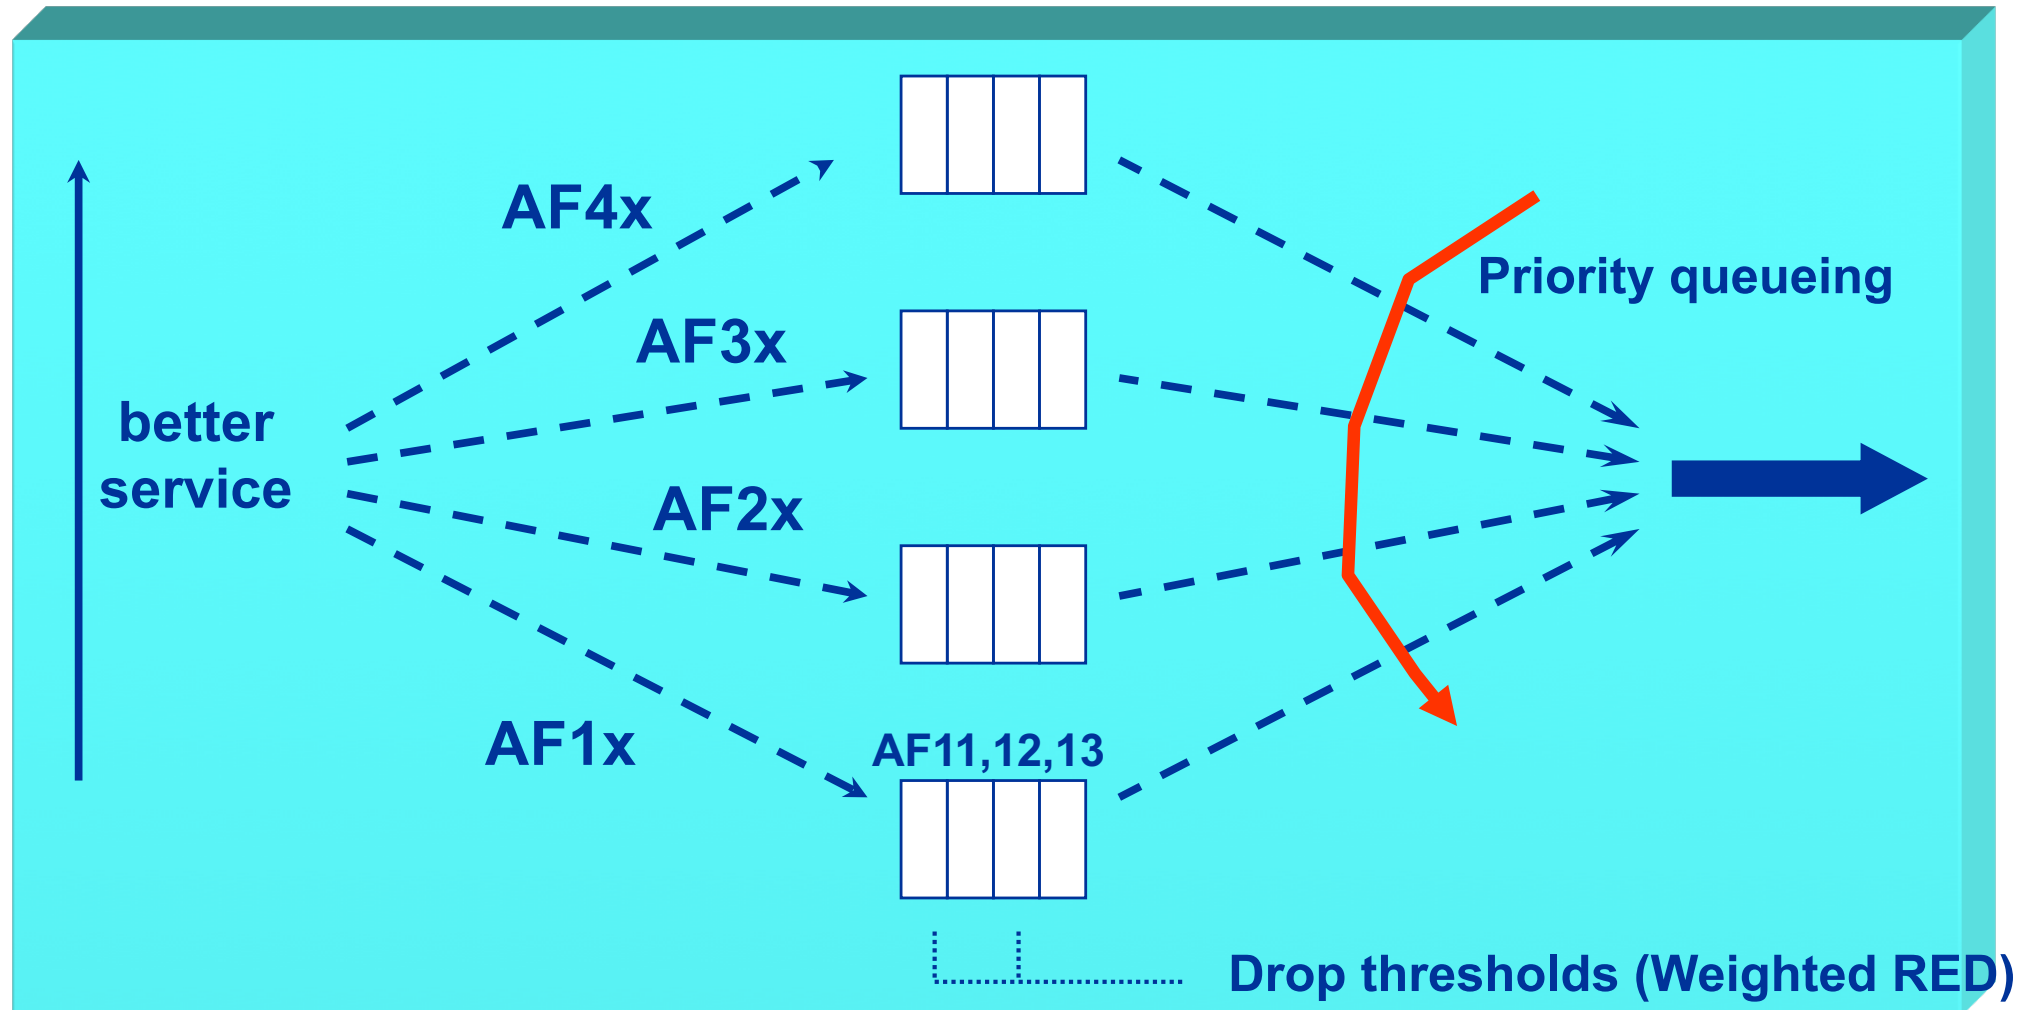 AF4x
Priority queueing
AF3x
better
service
AF2x
AF1x
AF11,12,13
Drop thresholds (Weighted RED)